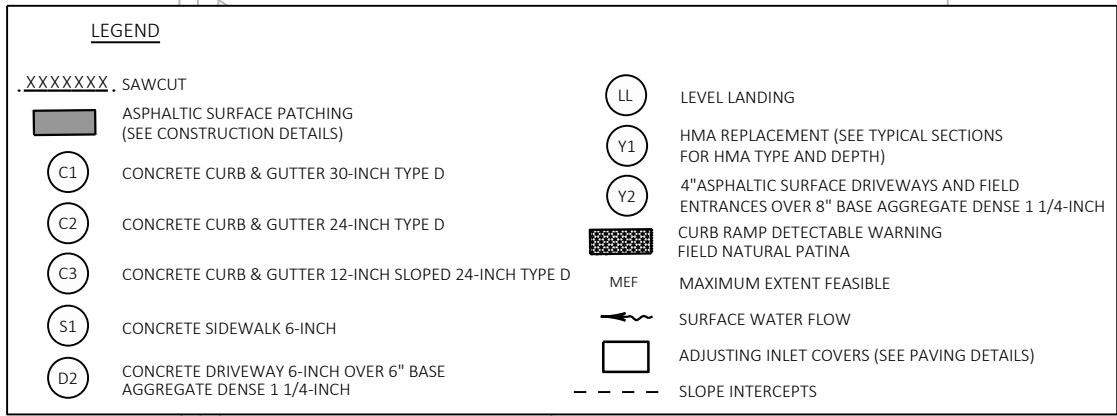 LEGEND
XXXXXXX SAWCUT
ASPHALTIC SURFACE PATCHING
(SEE CONSTRUCTION DETAILS)
C1 CONCRETE CURB & GUTTER 30-INCH TYPE D
C2 CONCRETE CURB & GUTTER 24-INCH TYPE D
C3 CONCRETE CURB & GUTTER 12-INCH SLOPED 24-INCH TYPE D
S1 CONCRETE SIDEWALK 6-INCH
D2 CONCRETE DRIVEWAY 6-INCH OVER 6" BASE
AGGREGATE DENSE 1 1/4-INCH
LL LEVEL LANDING
Y1 HMA REPLACEMENT (SEE TYPICAL SECTIONS
FOR HMA TYPE AND DEPTH)
Y2 4"ASPHALTIC SURFACE DRIVEWAYS AND FIELD
ENTRANCES OVER 8" BASE AGGREGATE DENSE 1 1/4-INCH
CURB RAMP DETECTABLE WARNING
FIELD NATURAL PATINA
MEF MAXIMUM EXTENT FEASIBLE
SURFACE WATER FLOW
ADJUSTING INLET COVERS (SEE PAVING DETAILS)
SLOPE INTERCEPTS